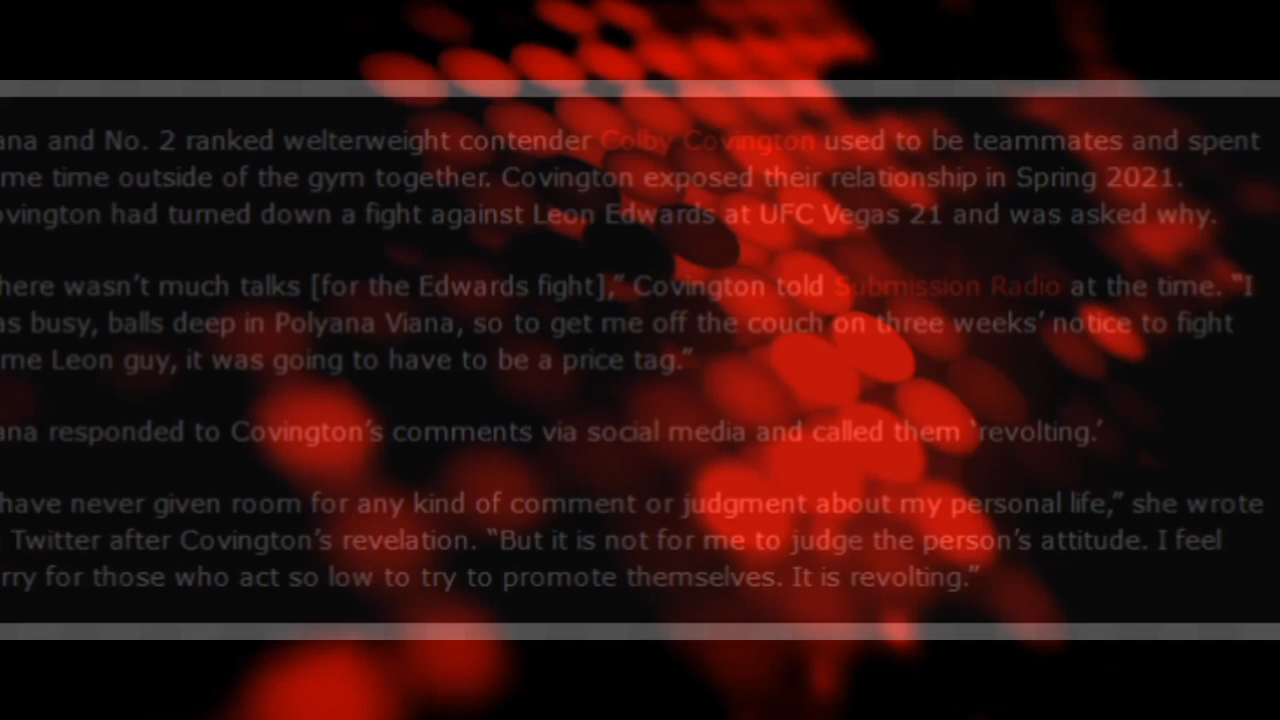 ana and No. 2 ranked welterweight contender Colby Covington used to be teammates and spent
me time outside of the gym together. Covington exposed their relationship in Spring 2021.
ovington had turned down a fight against Leon Edwards at UFC Vegas 21 and was asked why.
here wasn’t much talks [for the Edwards fight],” Covington told Submission Radio at the time. “I
as busy, balls deep in Polyana Viana, so to get me off the couch on three weeks’ notice to fight
me Leon guy, it was going to have to be a price tag.”
ana responded to Covington’s comments via social media and called them ‘revolting.’
have never given room for any kind of comment or judgment about my personal life,” she wrote
Twitter after Covington’s revelation. “But it is not for me to judge the person’s attitude. I feel
rry for those who act so low to try to promote themselves. It is revolting.”